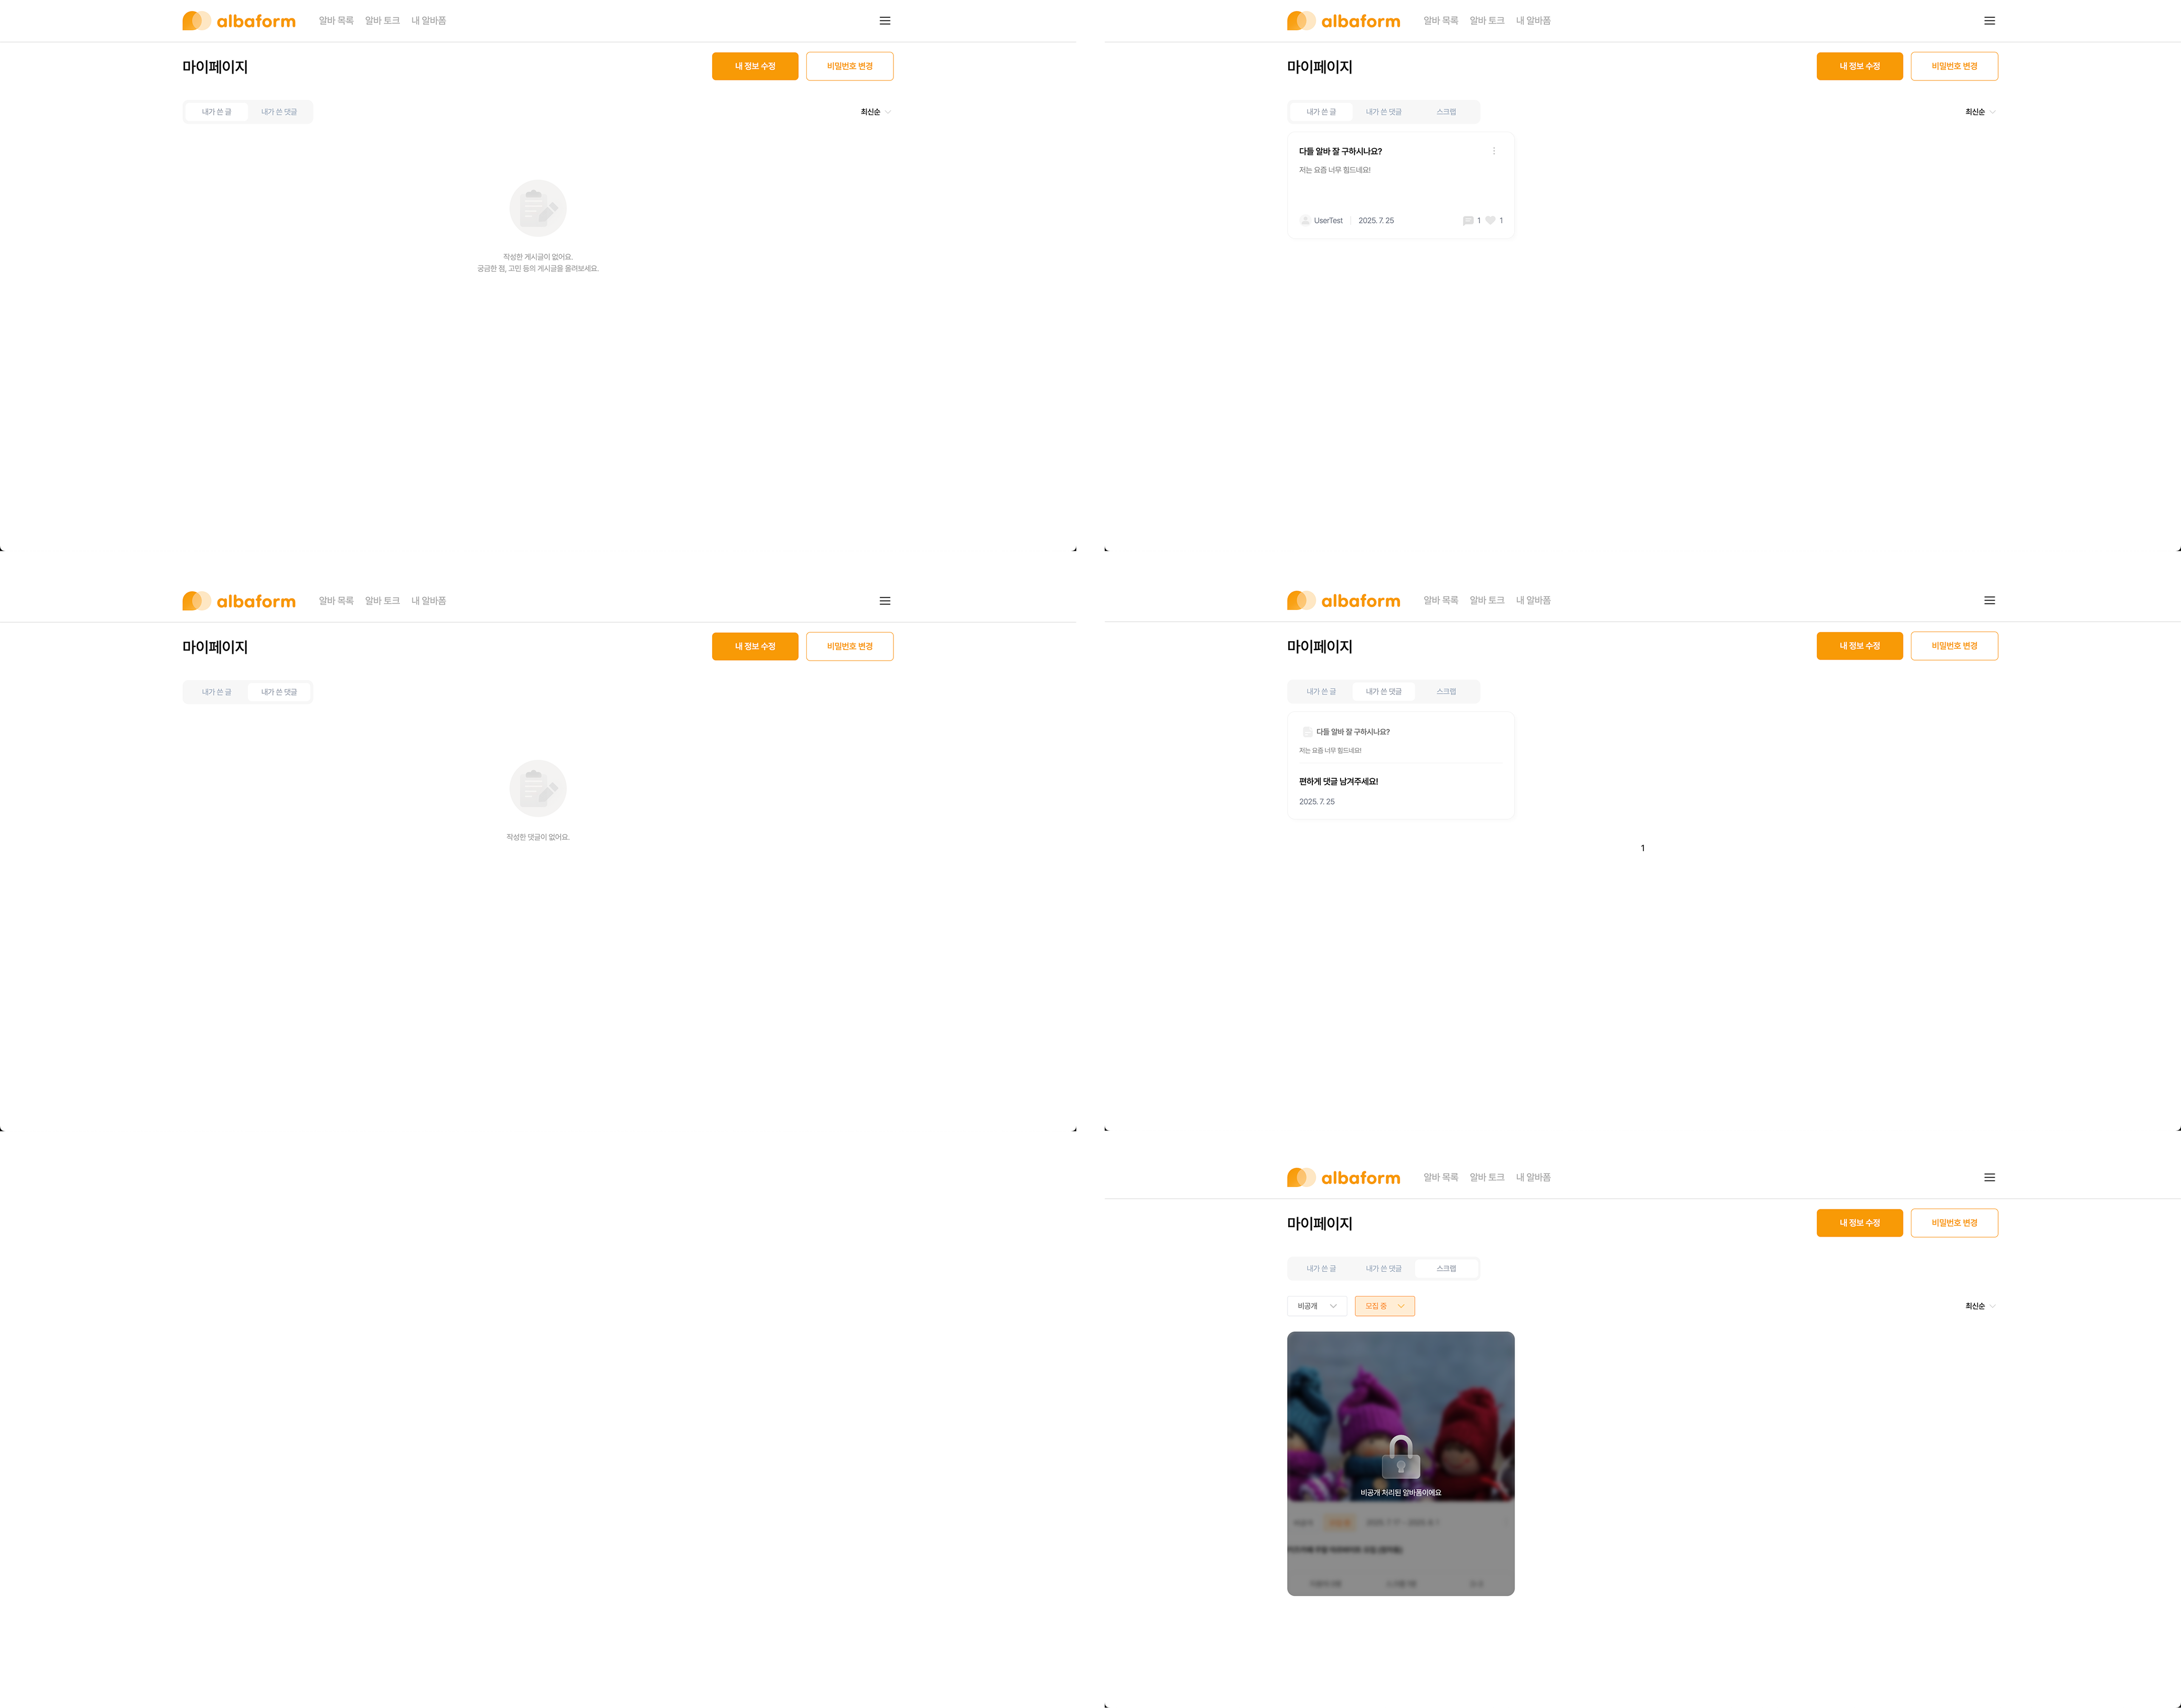 albaform 알바 목록 알바 토크 내 알바폼
마이페이지 내 정보 수정 비밀번호 변경
내가 쓴 글 내가 쓴 댓글 최신순
작성한 게시글이 없어요.
궁금한 점, 고민 등의 게시글을 올려보세요.
albaform 알바 목록 알바 토크 내 알바폼
마이페이지 내 정보 수정 비밀번호 변경
내가 쓴 글 내가 쓴 댓글 스크랩 최신순
다들 알바 잘 구하시나요?
저는 요즘 너무 힘드네요!
UserTest 2025. 7. 25 1 1
albaform 알바 목록 알바 토크 내 알바폼
마이페이지 내 정보 수정 비밀번호 변경
내가 쓴 글 내가 쓴 댓글
작성한 댓글이 없어요.
albaform 알바 목록 알바 토크 내 알바폼
마이페이지 내 정보 수정 비밀번호 변경
내가 쓴 글 내가 쓴 댓글 스크랩
다들 알바 잘 구하시나요?
저는 요즘 너무 힘드네요!
편하게 댓글 남겨주세요!
2025. 7. 25
1
albaform 알바 목록 알바 토크 내 알바폼
마이페이지 내 정보 수정 비밀번호 변경
내가 쓴 글 내가 쓴 댓글 스크랩
비공개 모집 중 최신순
비공개 처리된 알바폼이에요